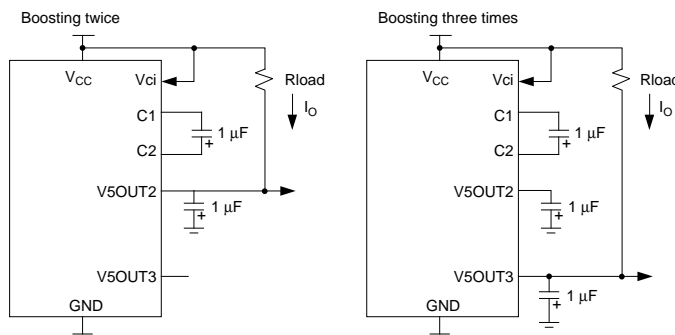 Boosting twice
VCC
Vci
Rload
IO
C1
1 μF
+
C2
V5OUT2
1 μF
+
V5OUT3
GND
Boosting three times
VCC
Vci
Rload
IO
C1
1 μF
+
C2
V5OUT2
1 μF
+
V5OUT3
1 μF
+
GND